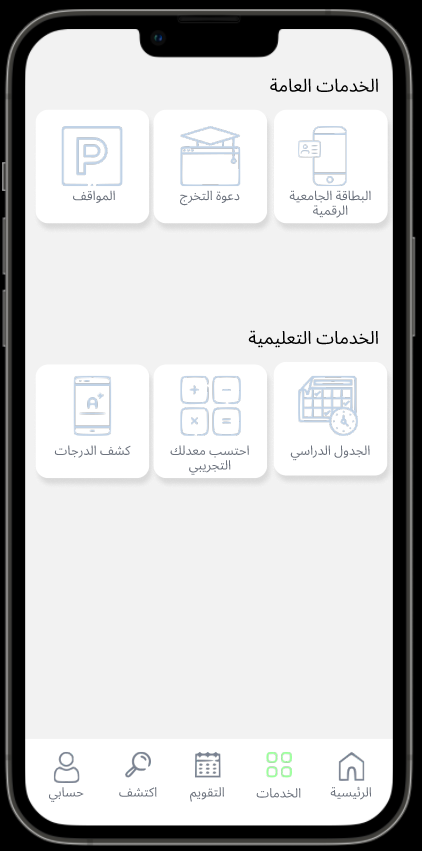 الخدمات العامة
البطاقة الجامعية
الرقمية
دعوة التخرج
P
المواقف
الخدمات التعليمية
الجدول الدراسي
احتسب معدلك
التجريبي
A+
كشف الدرجات
الرئيسية
الخدمات
التقويم
اكتشف
حسابي